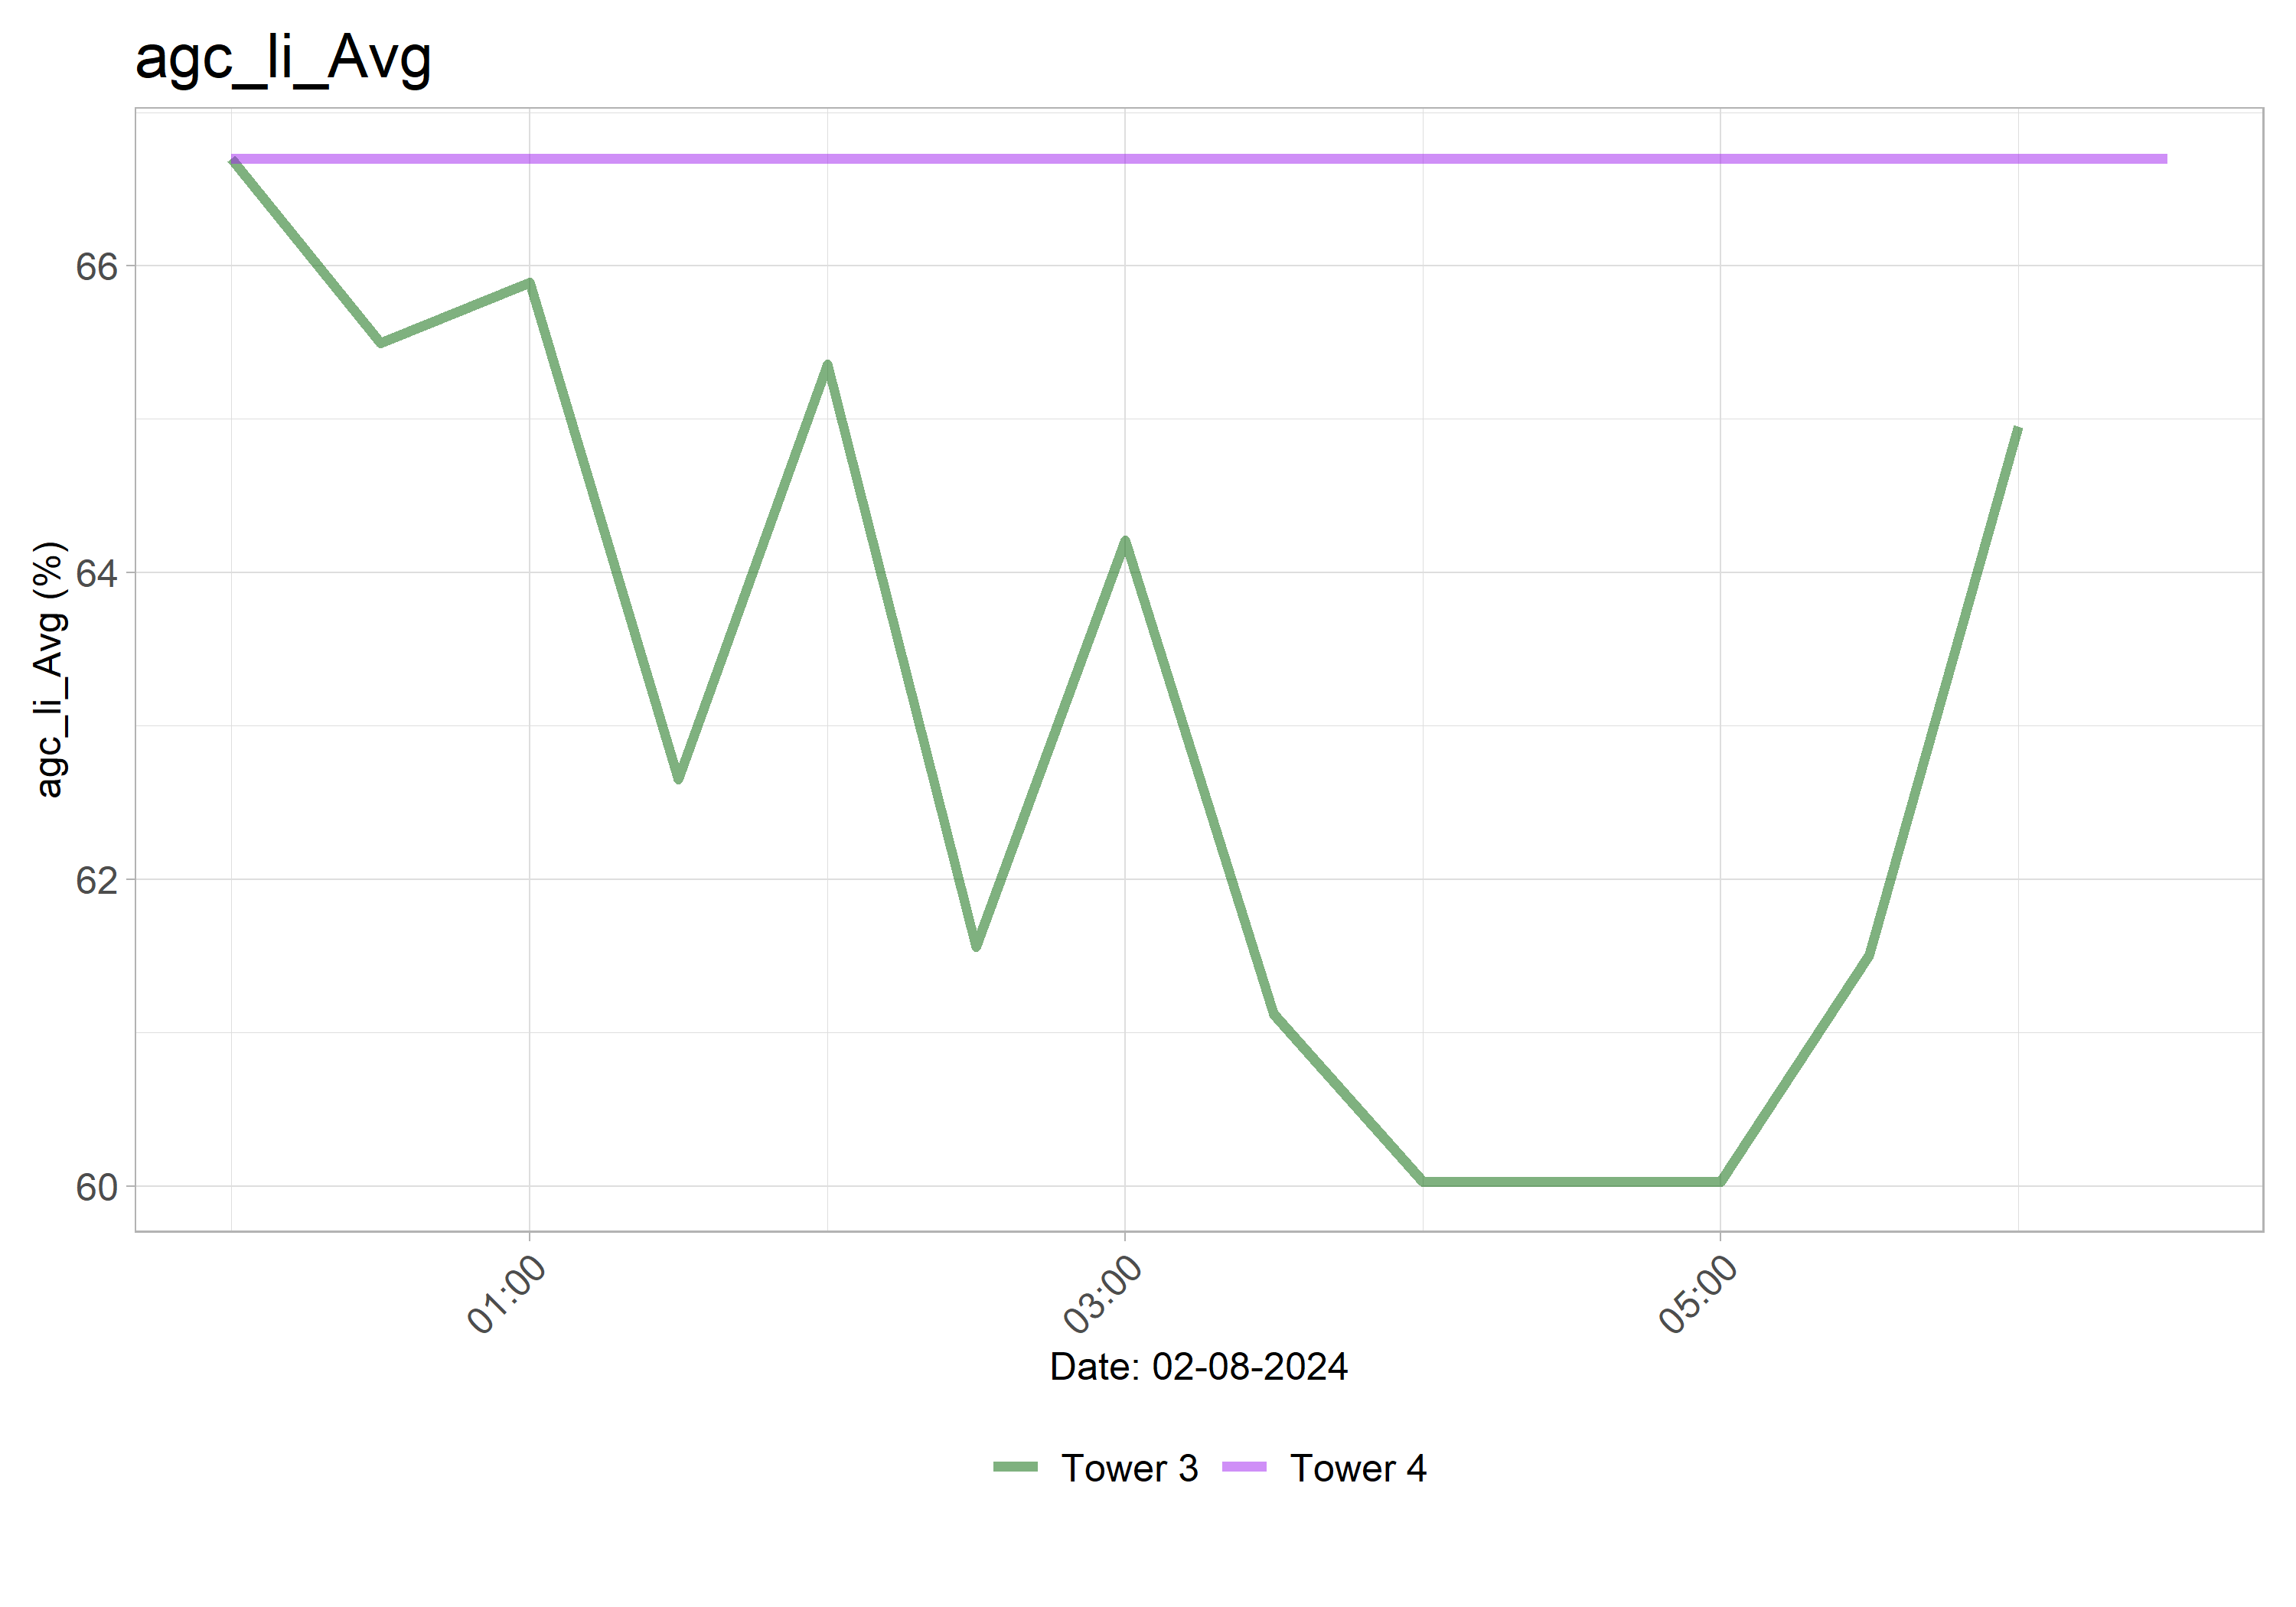 agc_li_Avg
agc_li_Avg (%)
66
64
62
60
01:00
03:00
05:00
Date: 02-08-2024
Tower 3
Tower 4